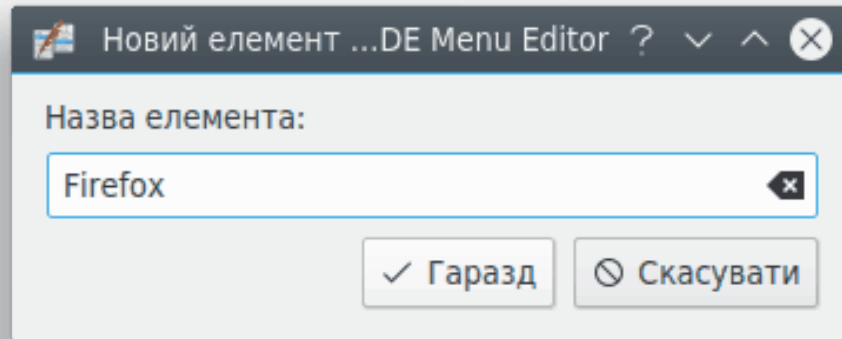 Новий елемент ...DE Menu Editor
Назва елемента:
Firefox
Гаразд Скасувати